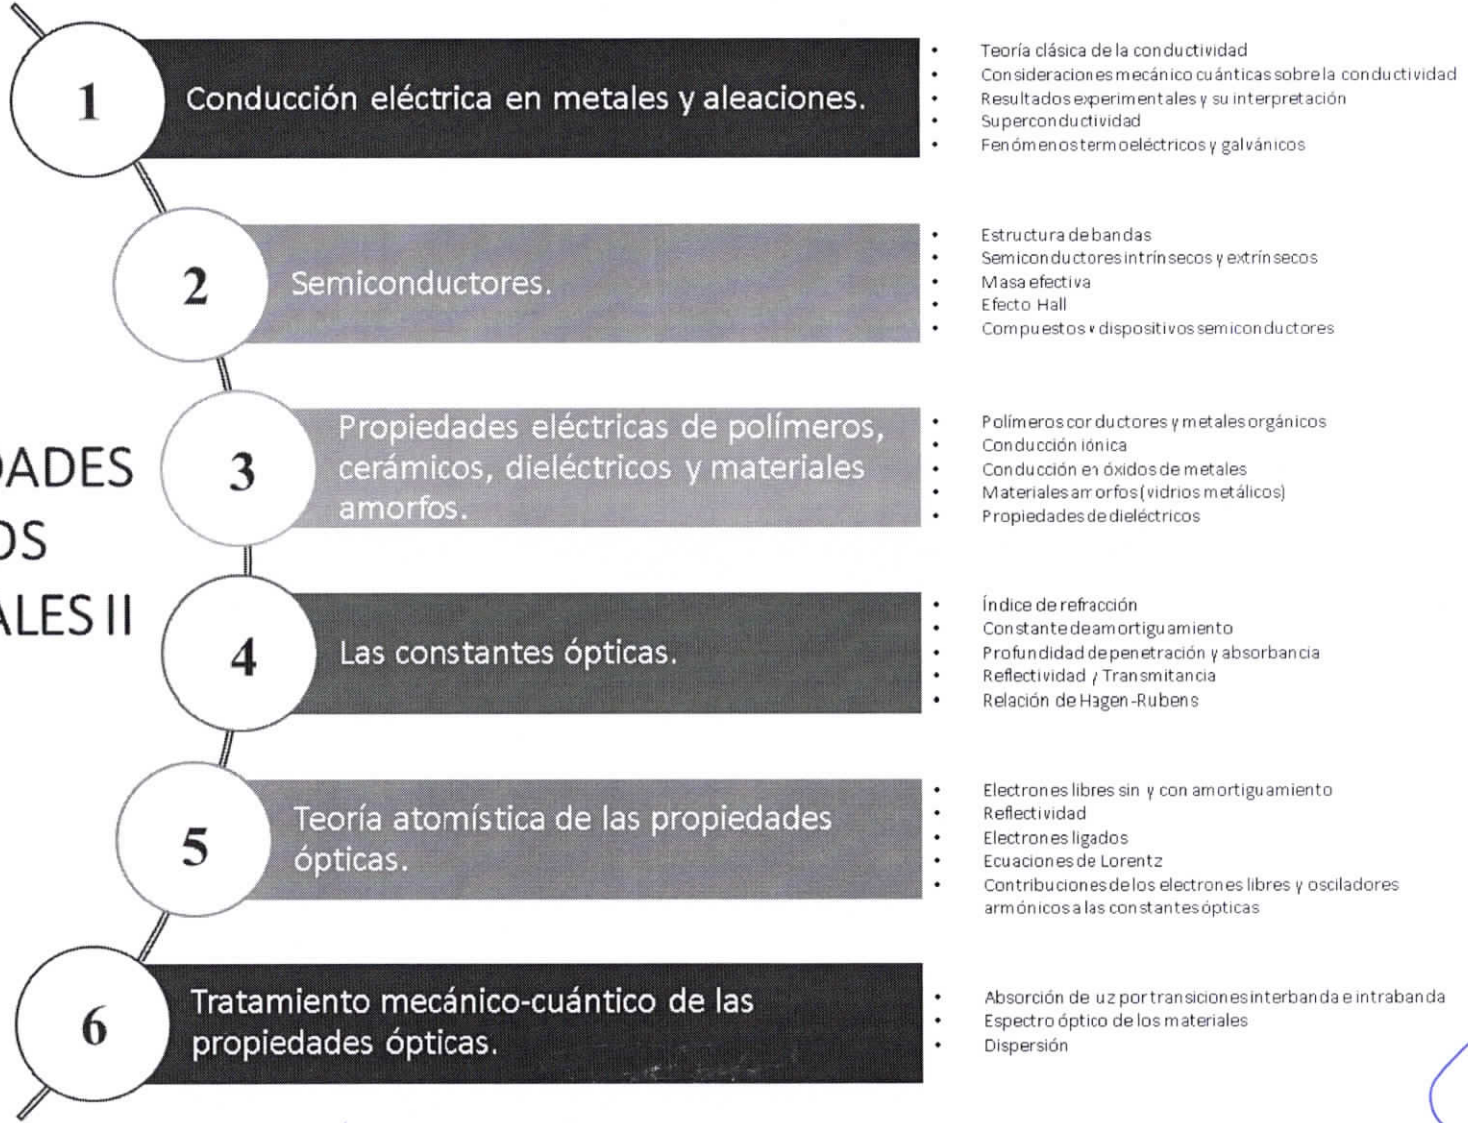 1
Conducción eléctrica en metales y aleaciones.
• Teoría clásica de la conductividad
• Consideraciones mecánico cuánticas sobre la conductividad
• Resultados experimentales y su interpretación
• Superconductividad
• Fenómenos termoeléctricos y galvánicos
2
Semiconductores.
• Estructura de bandas
• Semiconductores intrínsecos y extrínsecos
• Masa efectiva
• Efecto Hall
• Compuestos y dispositivos semiconductores
DADES
OS
ALES II
3
Propiedades eléctricas de polímeros,
cerámicos, dieléctricos y materiales
amorfos.
• Polímeros conductores y metales orgánicos
• Conducción iónica
• Conducción en óxidos de metales
• Materiales amorfos (vidrios metálicos)
• Propiedades de dieléctricos
4
Las constantes ópticas.
• Índice de refracción
• Constante de amortiguamiento
• Profundidad de penetración y absorbancia
• Reflectividad y Transmitancia
• Relación de Hagen-Rubens
5
Teoría atomística de las propiedades
ópticas.
• Electrones libres sin y con amortiguamiento
• Reflectividad
• Electrones ligados
• Ecuaciones de Lorentz
• Contribuciones de los electrones libres y osciladores
armónicos a las constantes ópticas
6
Tratamiento mecánico-cuántico de las
propiedades ópticas.
• Absorción de uz por transiciones interbanda e intrabanda
• Espectro óptico de los materiales
• Dispersión